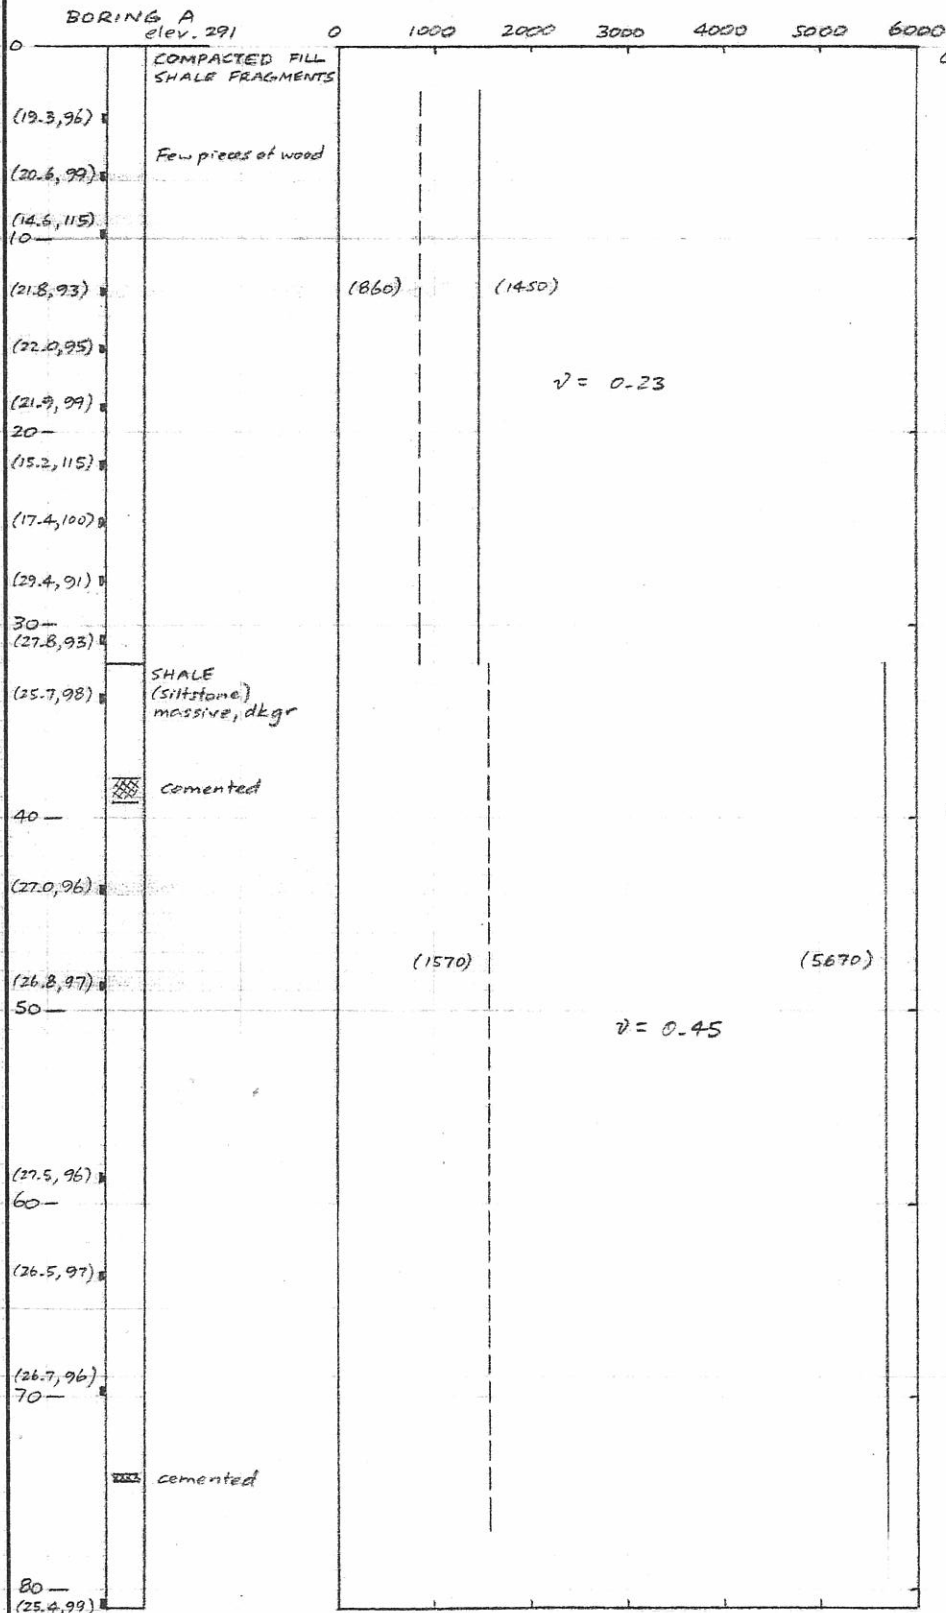 BORING A
elev. 291
0 1000 2000 3000 4000 5000 6000
0
COMPACTED FILL
SHALE FRAGMENTS
(19.3,96)
Few pieces of wood
(20.6,99)
(14.6,115)
10
(21.8,93) (860) (1450)
(22.0,95)
ν = 0.23
(21.9,99)
20
(15.2,115)
(17.4,100)
(29.4,91)
30
(27.8,93)
SHALE
(25.7,98) (siltstone)
massive, dkgr
cemented
40
(27.0,96)
(1570) (5670)
(26.8,97)
50
ν = 0.45
(27.5,96)
60
(26.5,97)
(26.7,96)
70
cemented
80
(25.4,99)